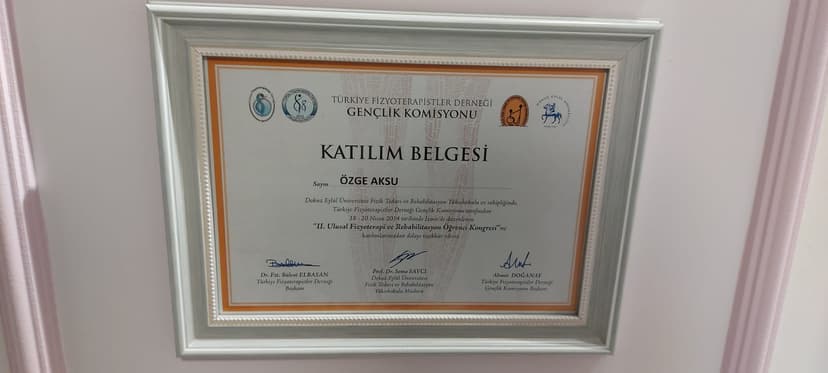 TÜRKİYE FİZYOTERAPİSTLER DERNEĞİ
GENÇLİK KOMİSYONU
KATILIM BELGESİ
Sayın ÖZGE AKSU
Dokuz Eylül Üniversitesi Fizik Tedavi ve Rehabilitasyon Yüksekokulu ev sahipliğinde
Türkiye Fizyoterapistler Derneği Gençlik Komisyonu tarafından
18 - 20 Nisan 2014 tarihinde İzmir'de düzenlenen
"II. Ulusal Fizyoterapi ve Rehabilitasyon Öğrenci Kongresi"ne
katılımlarınızdan dolayı teşekkür ederiz
Dr. Fzt. Bülent ELBASAN
Türkiye Fizyoterapistler Derneği
Başkanı
Prof. Dr. Sema SAVCI
Dokuz Eylül Üniversitesi
Fizik Tedavi ve Rehabilitasyon
Yüksekokulu Müdürü
Ahmet DOĞANAY
Türkiye Fizyoterapistler Derneği
Gençlik Komisyonu Başkanı